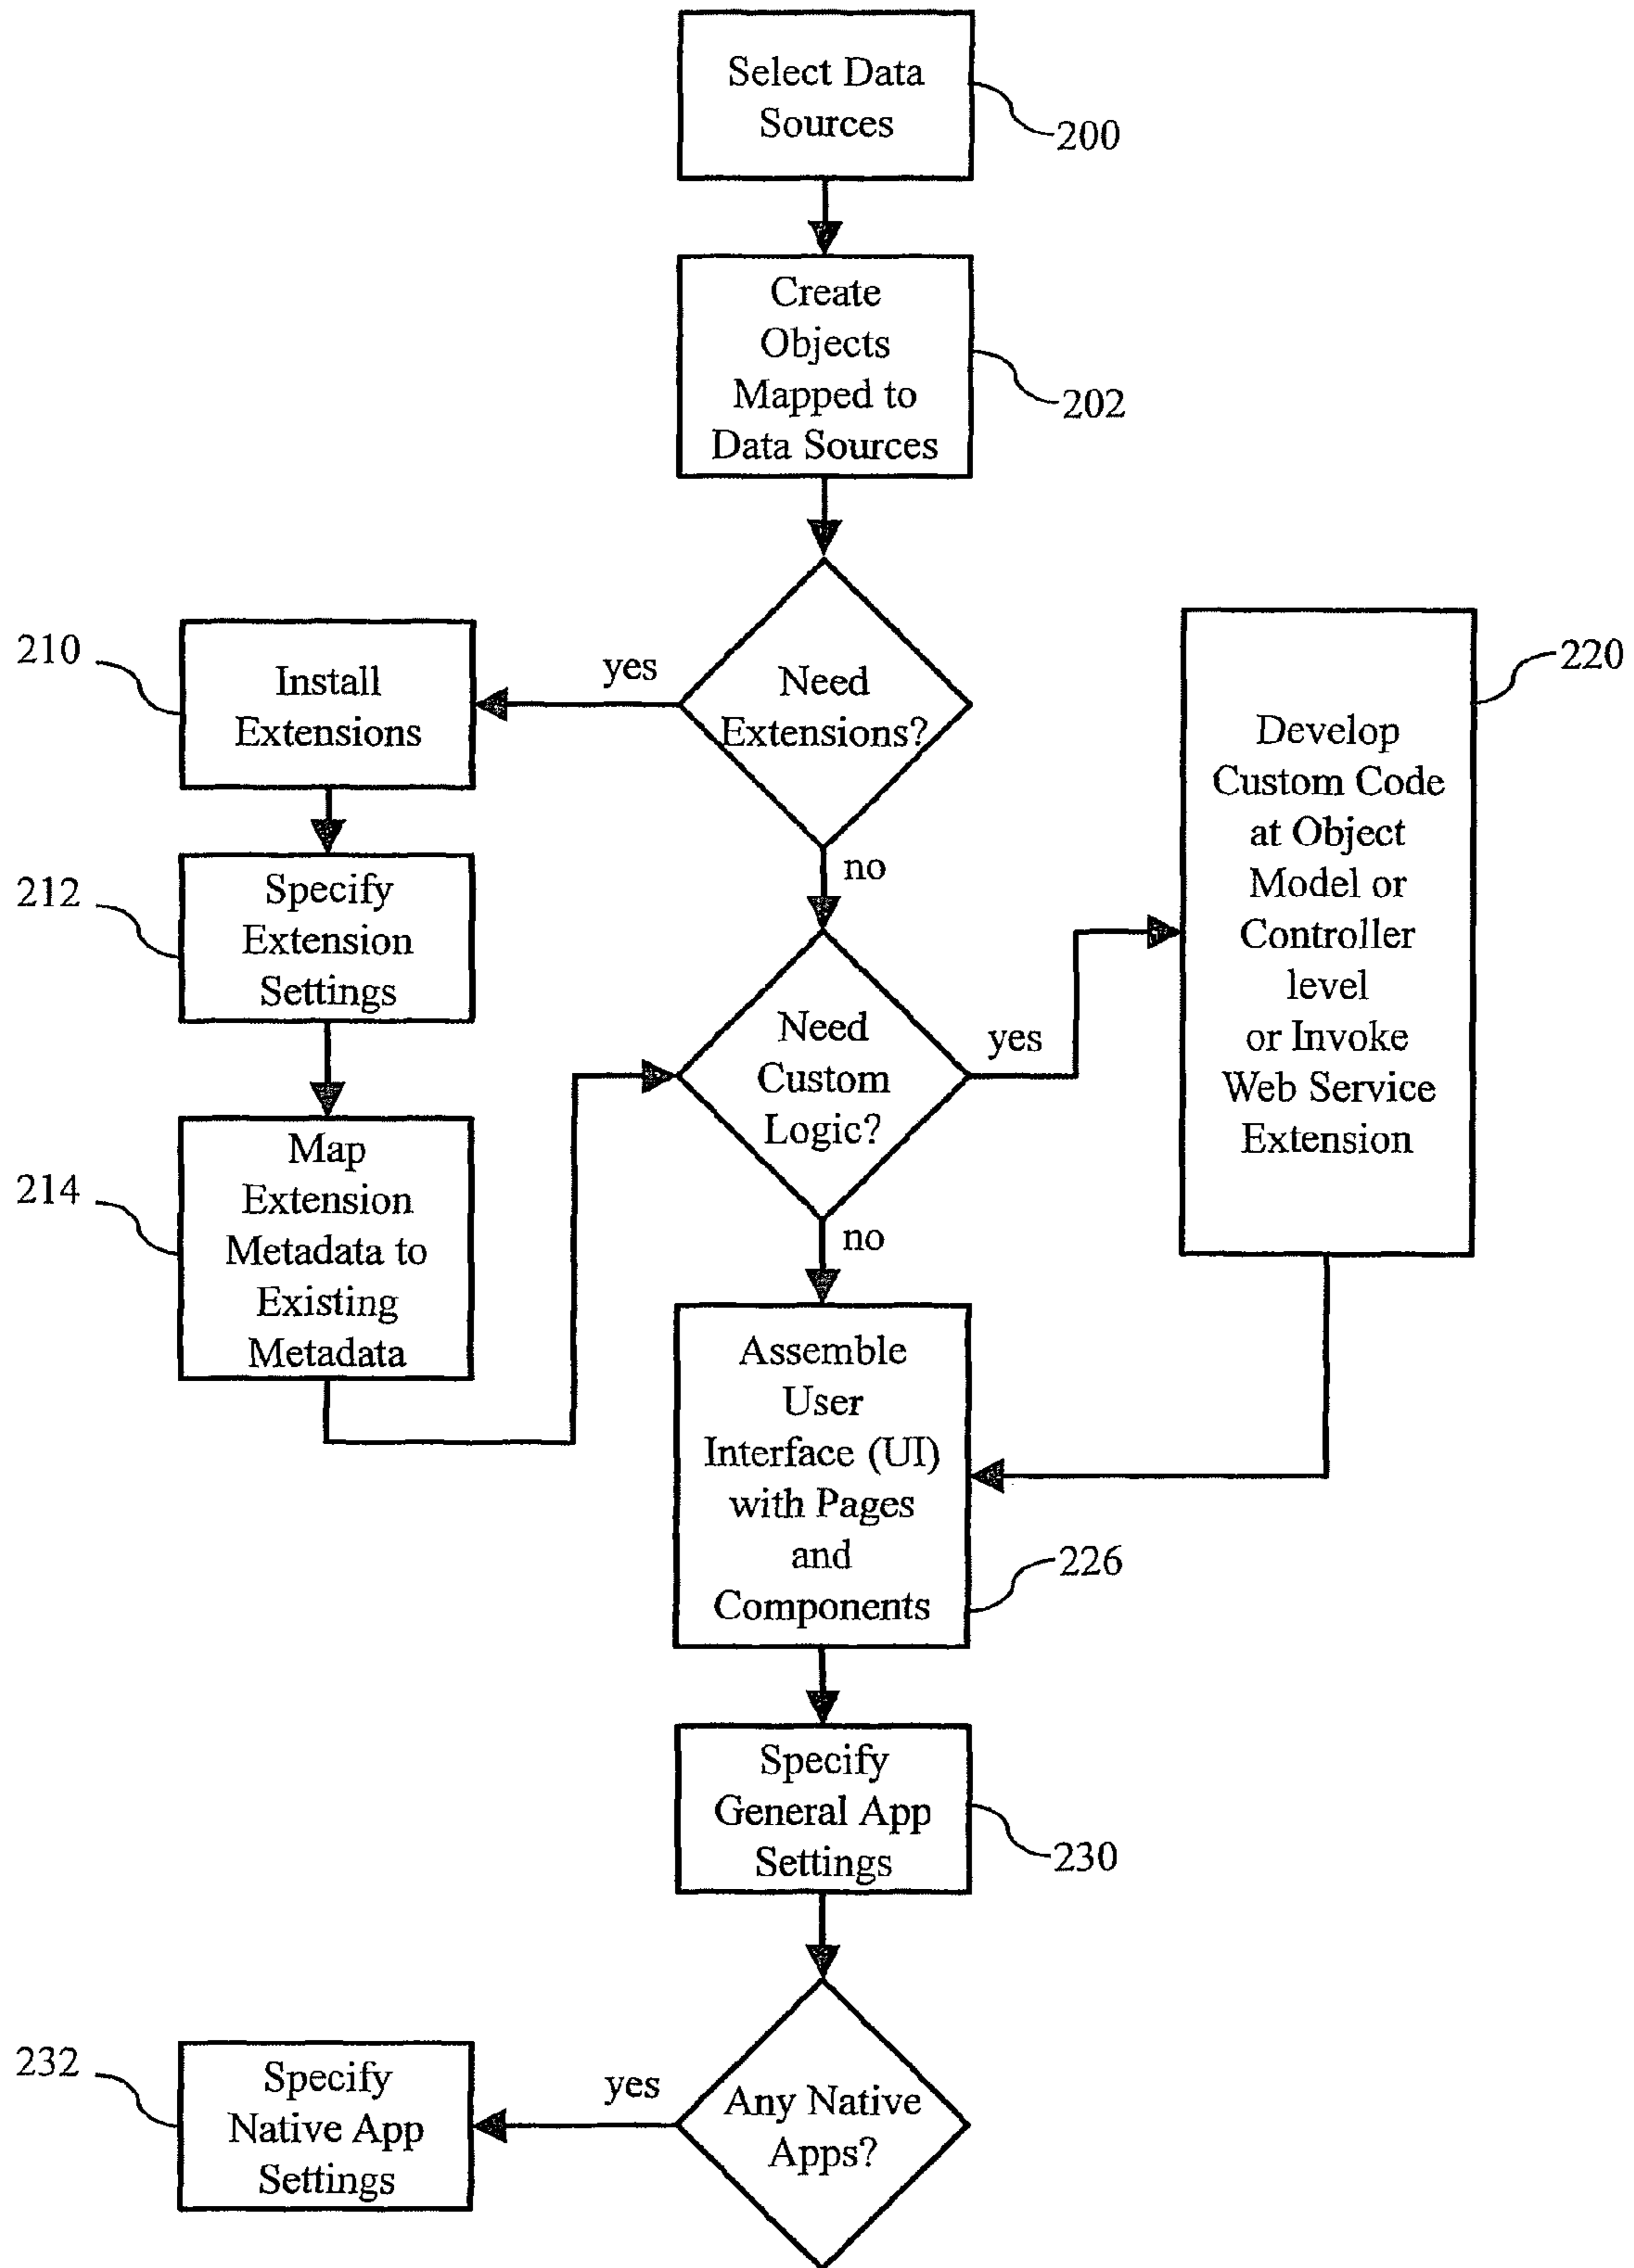 Select Data
Sources
200
Create
Objects
Mapped to
Data Sources
202
Need
Extensions?
yes
no
210
Install
Extensions
212
Specify
Extension
Settings
214
Map
Extension
Metadata to
Existing
Metadata
Need
Custom
Logic?
yes
no
220
Develop
Custom Code
at Object
Model or
Controller
level
or Invoke
Web Service
Extension
Assemble
User
Interface (UI)
with Pages
and
Components
226
Specify
General App
Settings
230
Any Native
Apps?
yes
232
Specify
Native App
Settings